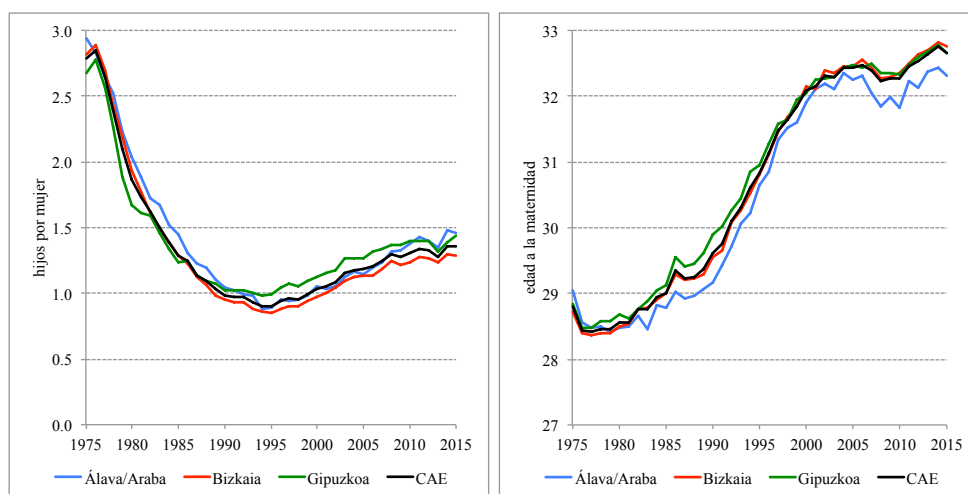 hijos por mujer
3.0
2.5
2.0
1.5
1.0
0.5
0.0
1975 1980 1985 1990 1995 2000 2005 2010 2015
Álava/Araba Bizkaia Gipuzkoa CAE
edad a la maternidad
33
32
31
30
29
28
27
1975 1980 1985 1990 1995 2000 2005 2010 2015
Álava/Araba Bizkaia Gipuzkoa CAE